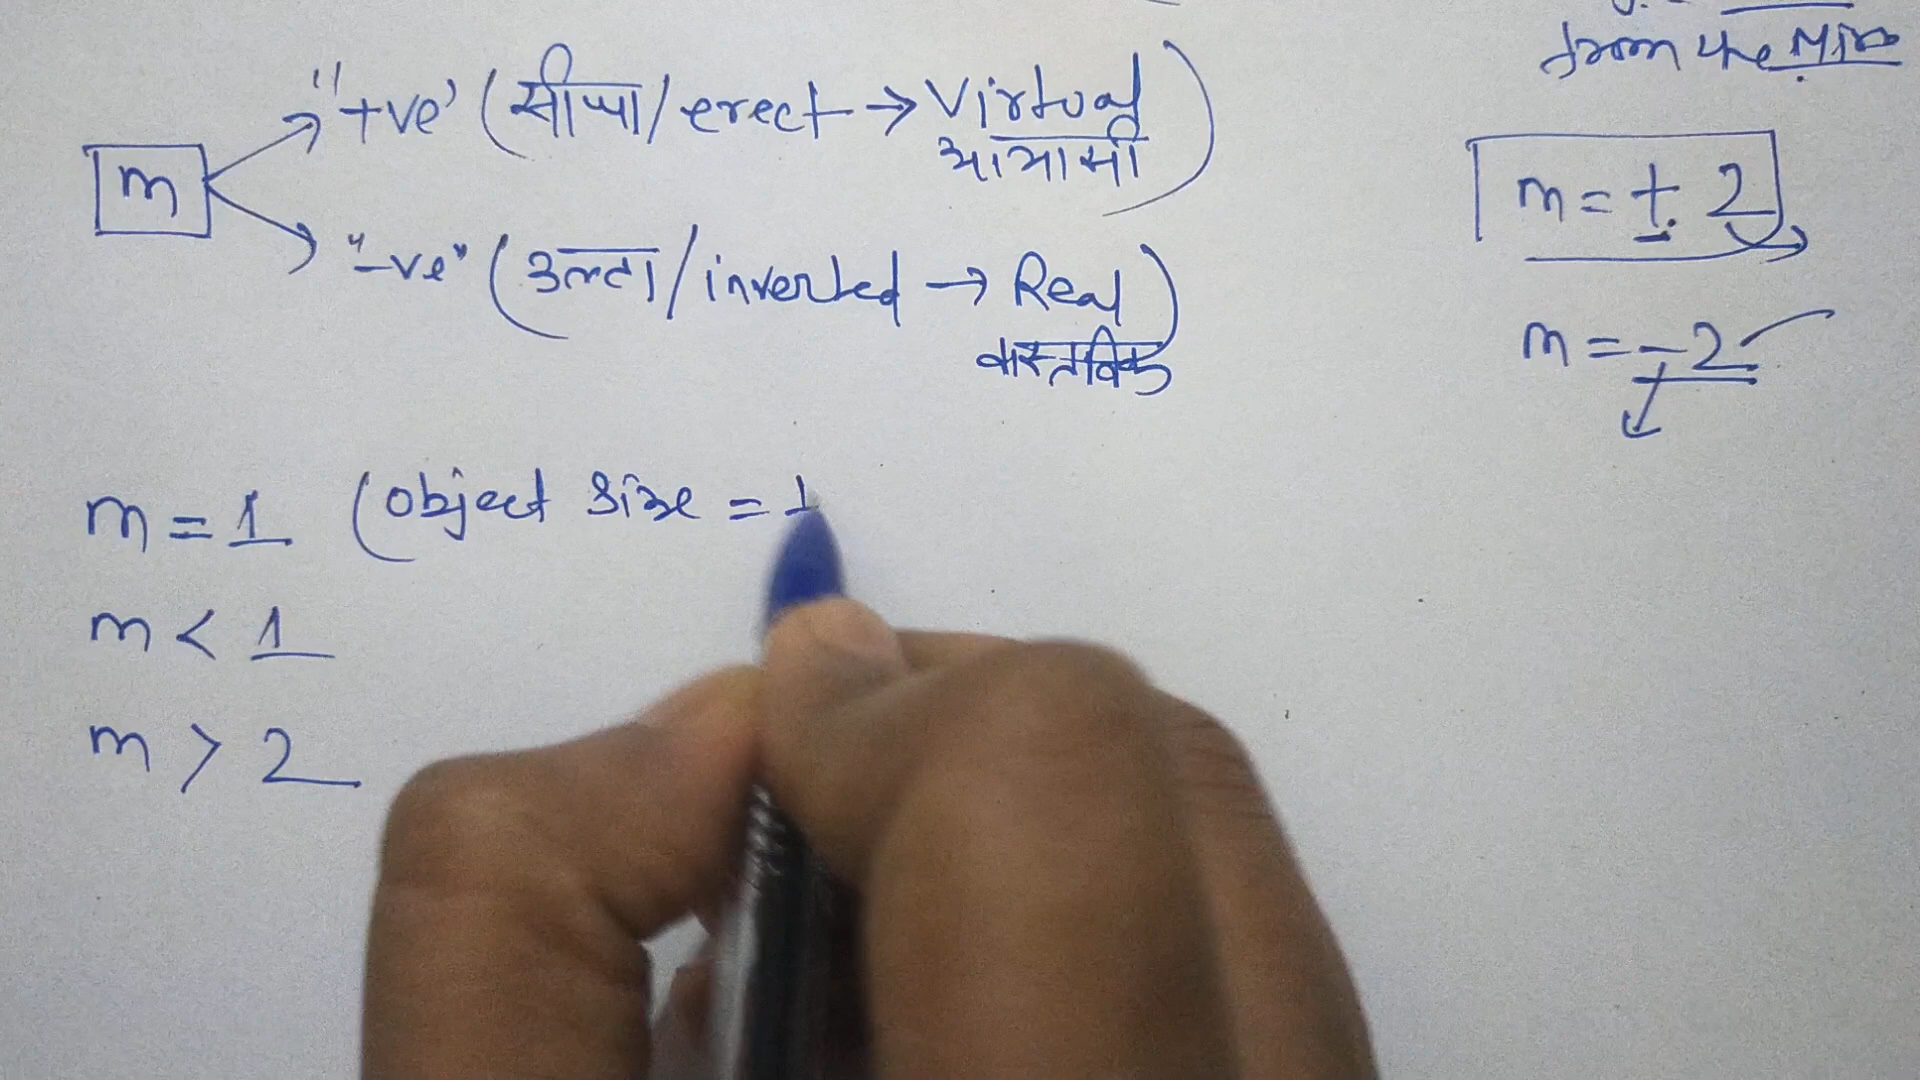 from the Mirr
"+ve" (सीधा/erect → Virtual
आभासी)
m
m = ± 2
"-ve" (उल्टा/inverted → Real
वास्तविक)
m = -2
m = 1 (object size = 1
m < 1
m > 2